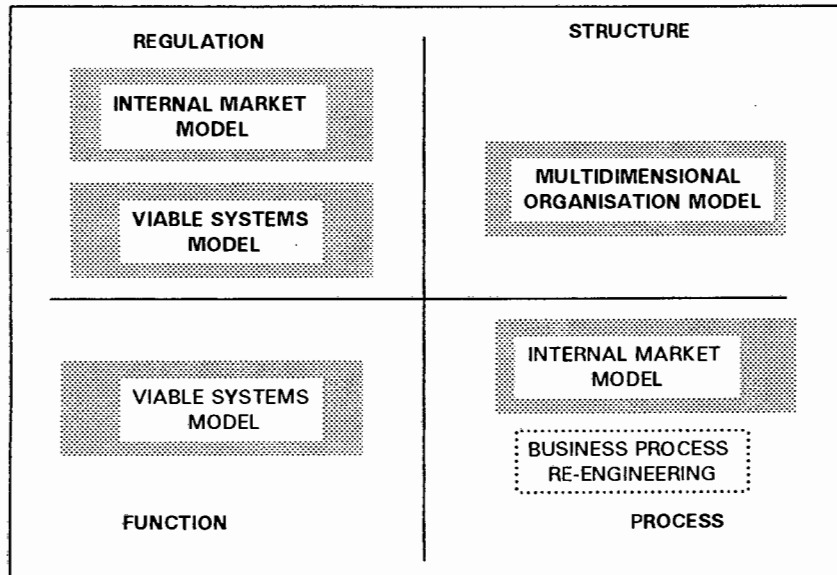 REGULATION
INTERNAL MARKET
MODEL
VIABLE SYSTEMS
MODEL
STRUCTURE
MULTIDIMENSIONAL
ORGANISATION MODEL
VIABLE SYSTEMS
MODEL
FUNCTION
INTERNAL MARKET
MODEL
BUSINESS PROCESS
RE-ENGINEERING
PROCESS